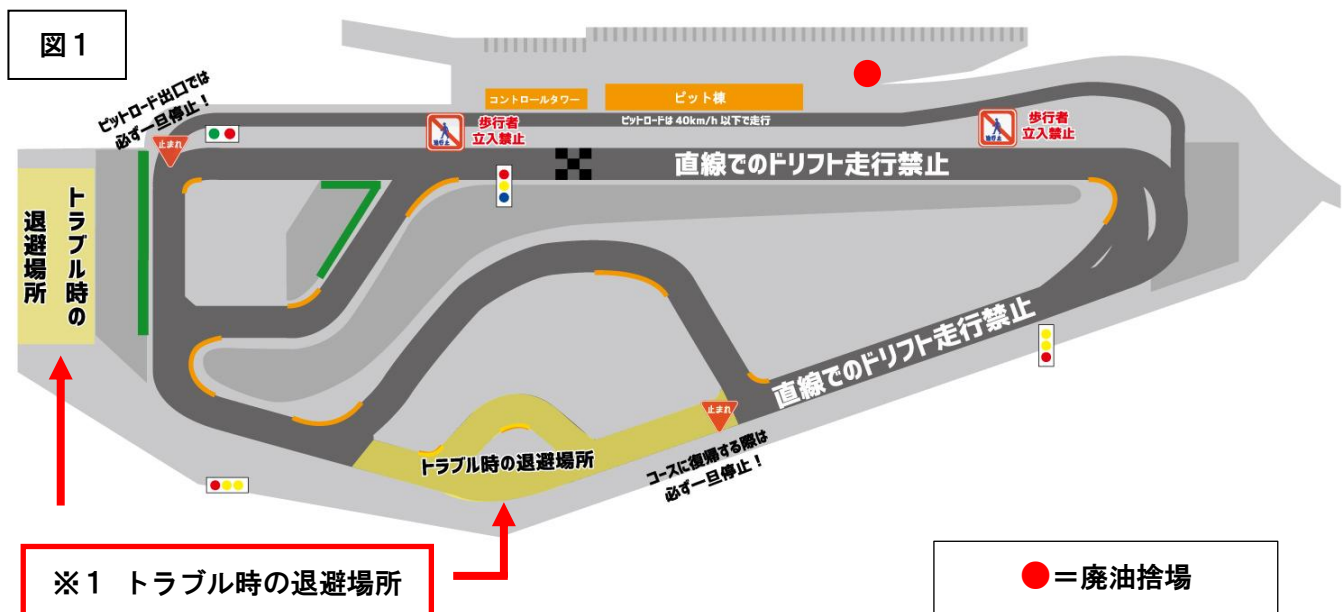 図1
ピットロード出口では
必ず一旦停止！
止まれ
コントロールタワー
ピット棟
ピットロードは 40km/h 以下で走行
歩行者
立入禁止
歩行者
立入禁止
直線でのドリフト走行禁止
トラブル時の
退避場所
直線でのドリフト走行禁止
止まれ
トラブル時の退避場所
コースに復帰する際は
必ず一旦停止！
※1 トラブル時の退避場所
●＝廃油捨場